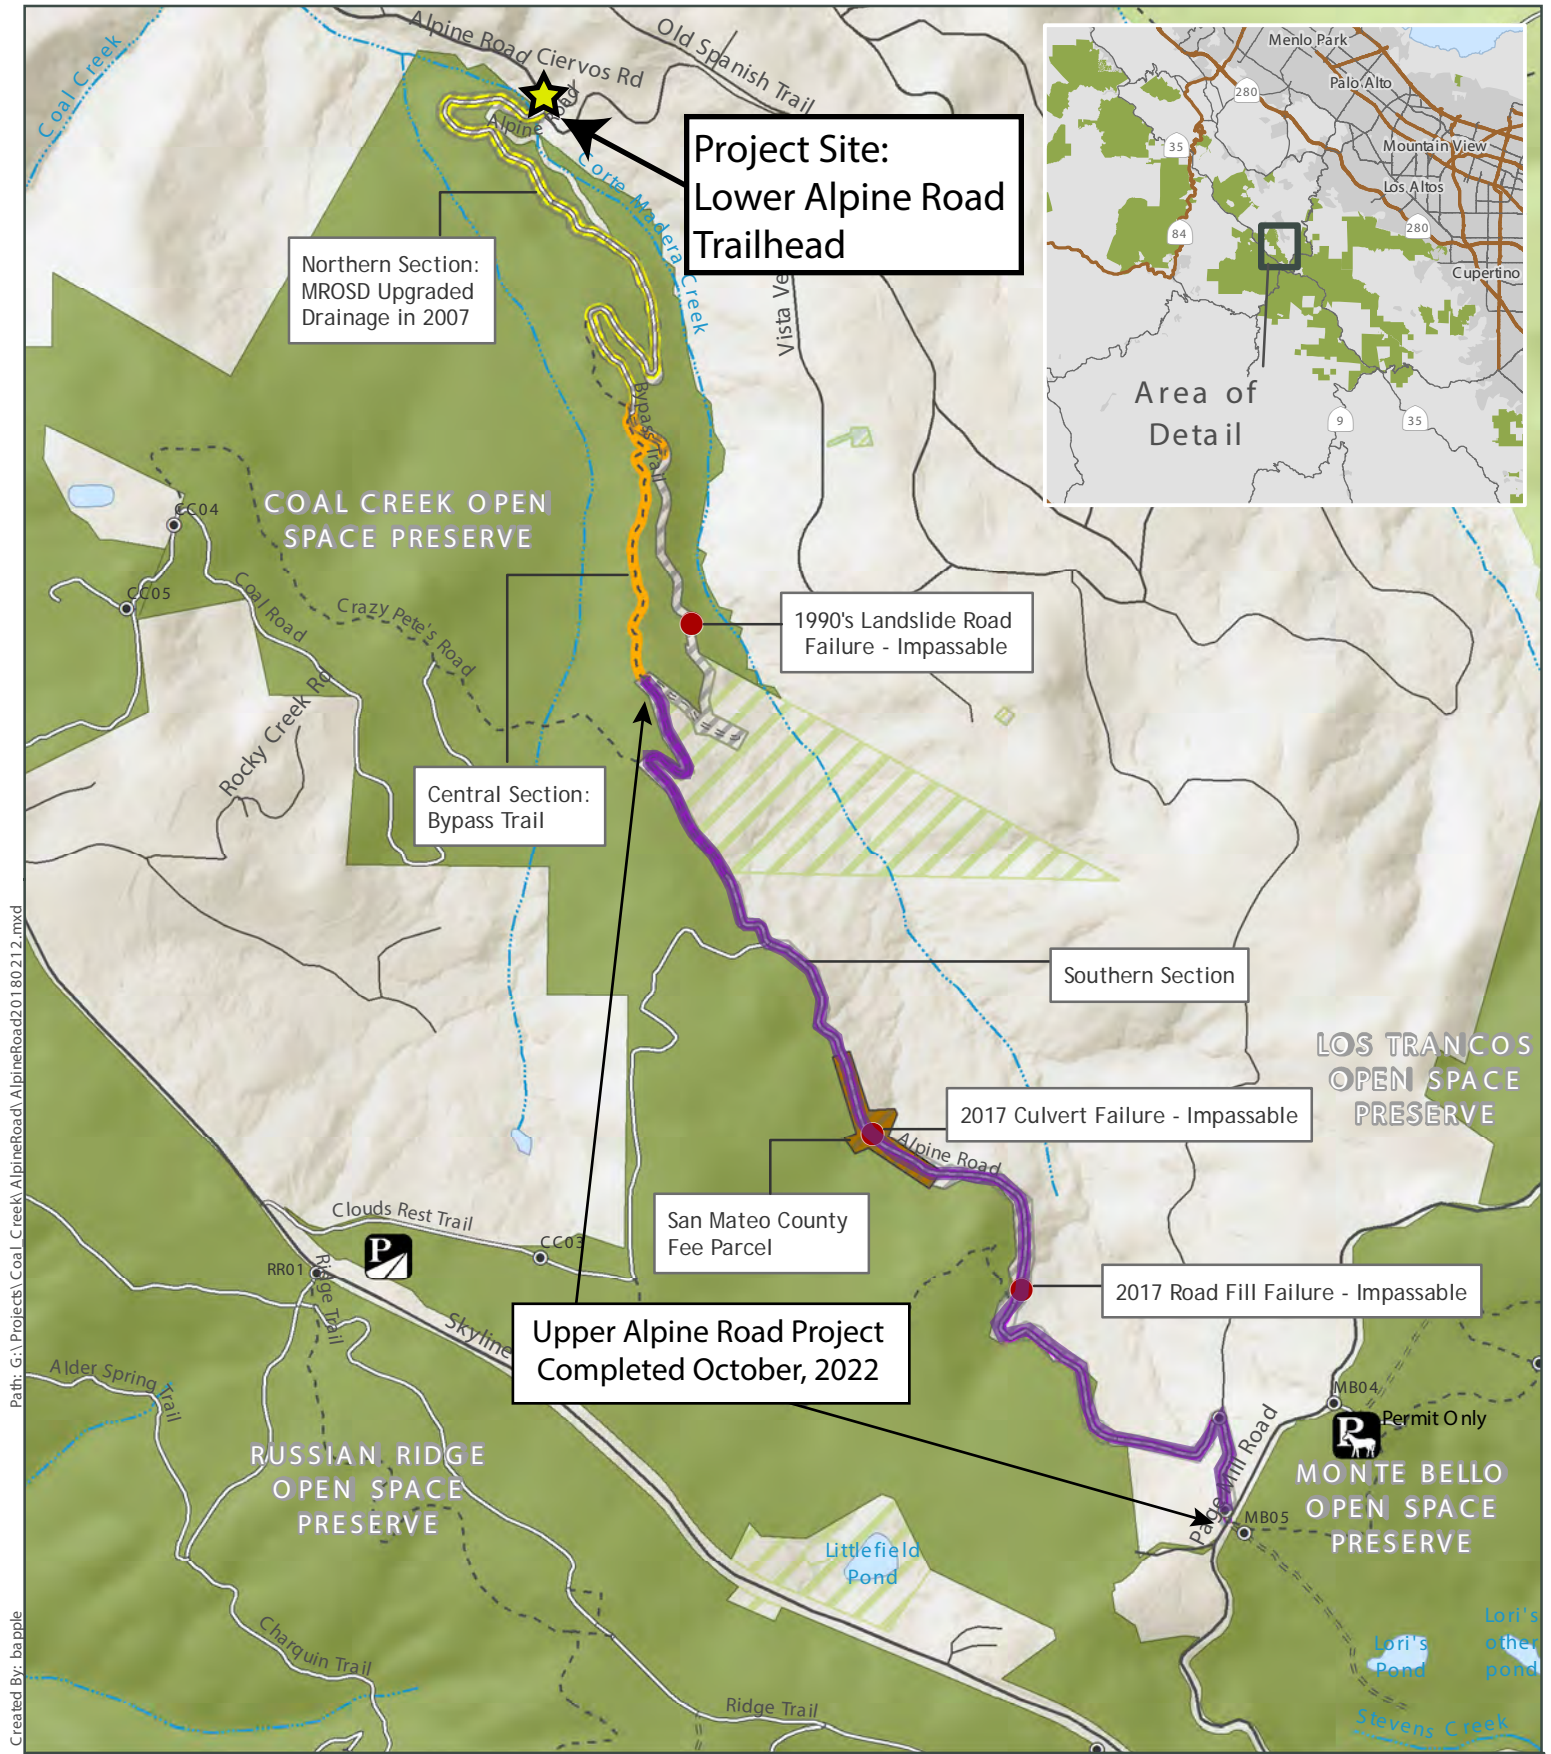 Coal Creek
Alpine Road
Ciervos Rd
Old Spanish Trail
Alpine Road
Corte Madera Creek
Project Site:
Lower Alpine Road
Trailhead
Menlo Park
280
Palo Alto
35
Mountain View
Los Altos
84
280
Cupertino
Area of
Detail
9
35
Northern Section:
MROSD Upgraded
Drainage in 2007
Vista Ve
Bypass Trail
COAL CREEK OPEN
SPACE PRESERVE
CC04
CC05
Coal Road
Crazy Pete's Road
Rocky Creek Rd
1990's Landslide Road
Failure - Impassable
Central Section:
Bypass Trail
Southern Section
LOS TRANCOS
OPEN SPACE
PRESERVE
2017 Culvert Failure - Impassable
Alpine Road
San Mateo County
Fee Parcel
Clouds Rest Trail
CC03
P
RR01
Ridge Trail
Skyline
2017 Road Fill Failure - Impassable
Upper Alpine Road Project
Completed October, 2022
Alder Spring Trail
MB04
P
Permit Only
Page Mill Road
RUSSIAN RIDGE
OPEN SPACE
PRESERVE
MONTE BELLO
OPEN SPACE
PRESERVE
MB05
Littlefield
Pond
Charquin Trail
Ridge Trail
Lori's
Pond
Lori's
other
pond
Stevens Creek
Path: G:\Projects\Coal_Creek\AlpineRoad\AlpineRoad20180212.mxd
Created By: bapple